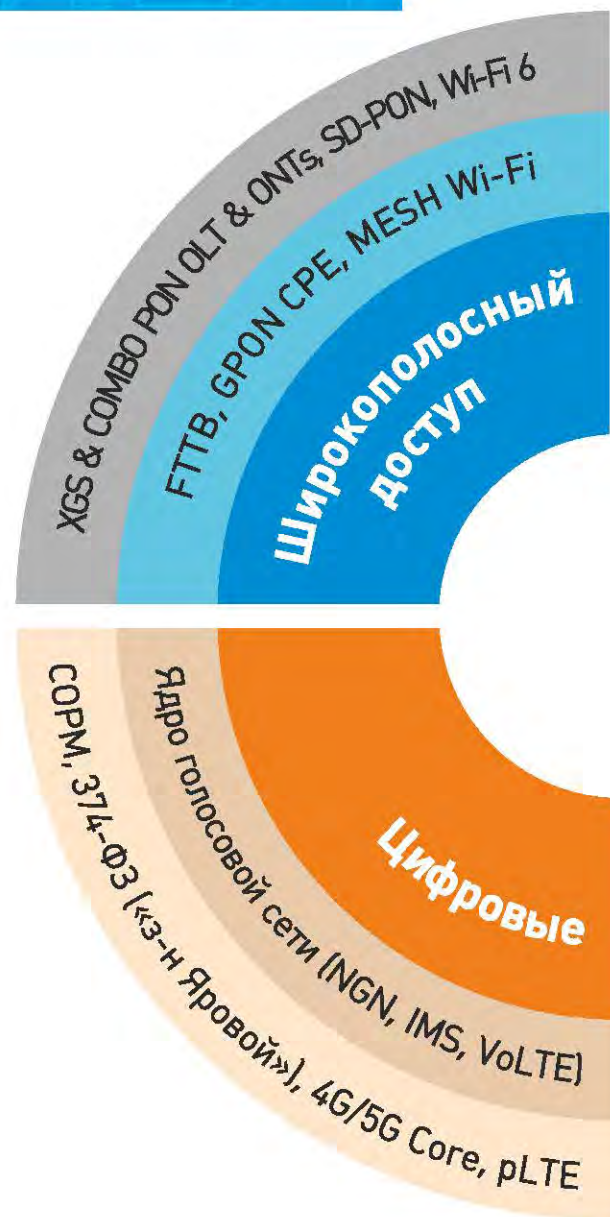 XGS & COMBO PON OLT & ONTs, SD-PON, Wi-Fi 6
FTTB, GPON CPE, MESH Wi-Fi
Широкополосный
доступ
Цифровые
Ядро голосовой сети (NGN, IMS, VoLTE)
СОРМ, 374-ФЗ («з-н Яровой»), 4G/5G Core, pLTE